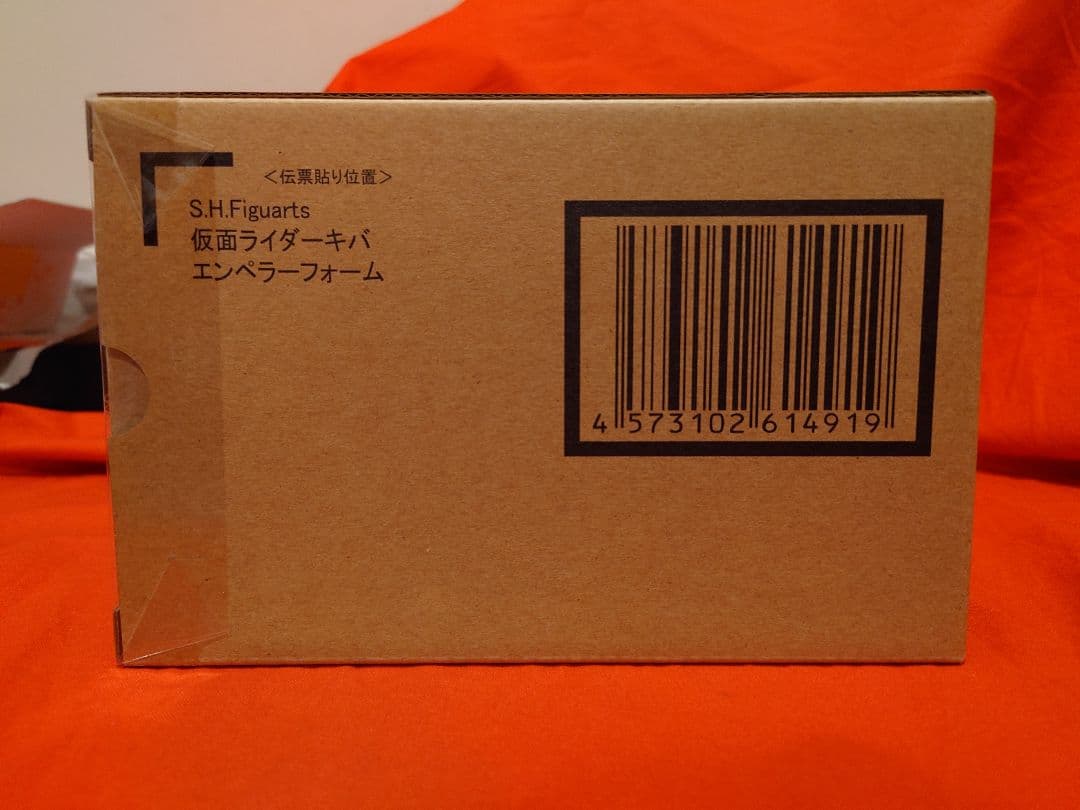 ＜伝票貼り位置＞
S.H.Figuarts
仮面ライダーキバ
エンペラーフォーム
4 573102 614919